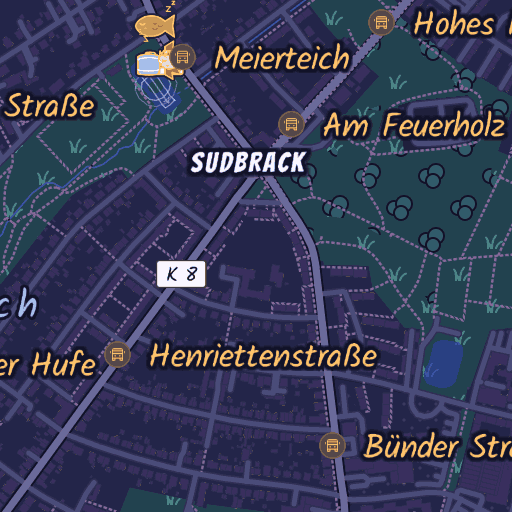 Hohes
Meierteich
Straße
Am Feuerholz
SUDBRACK
K 8
ch
er Hufe
Henriettenstraße
Bünder Str